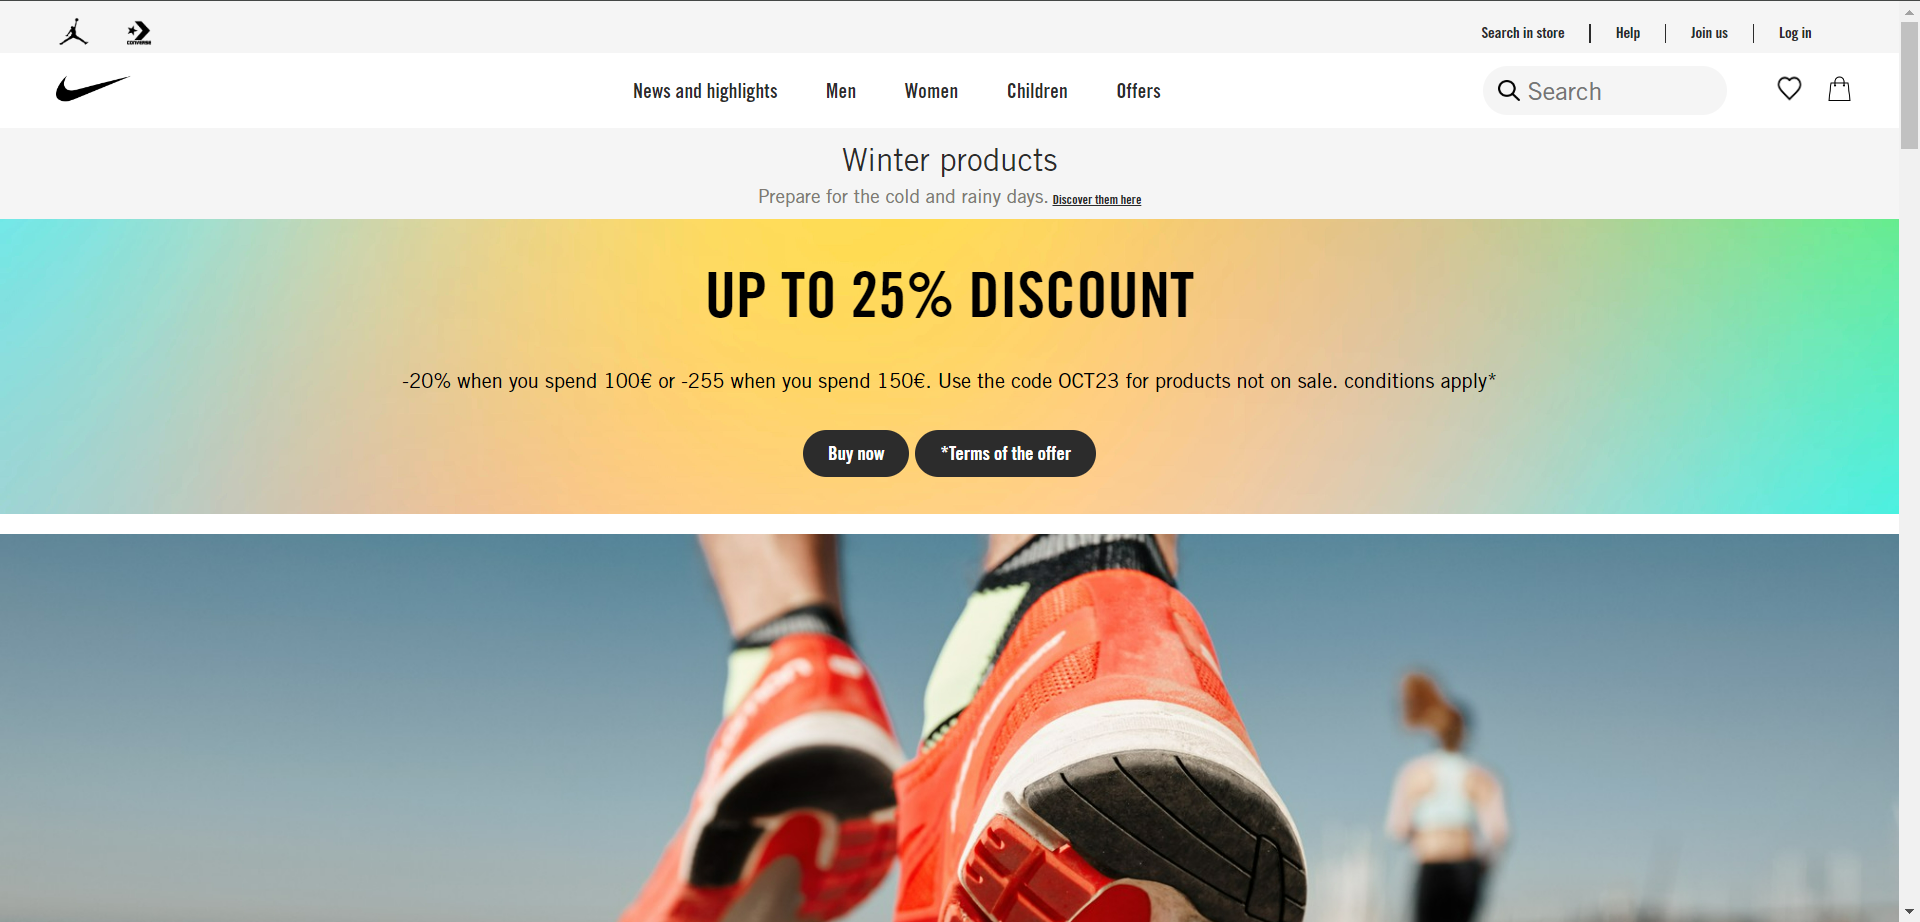 CONVERSE
Search in store
Help
Join us
Log in
News and highlights
Men
Women
Children
Offers
Search
Winter products
Prepare for the cold and rainy days. Discover them here
UP TO 25% DISCOUNT
-20% when you spend 100€ or -255 when you spend 150€. Use the code OCT23 for products not on sale. conditions apply*
Buy now
*Terms of the offer